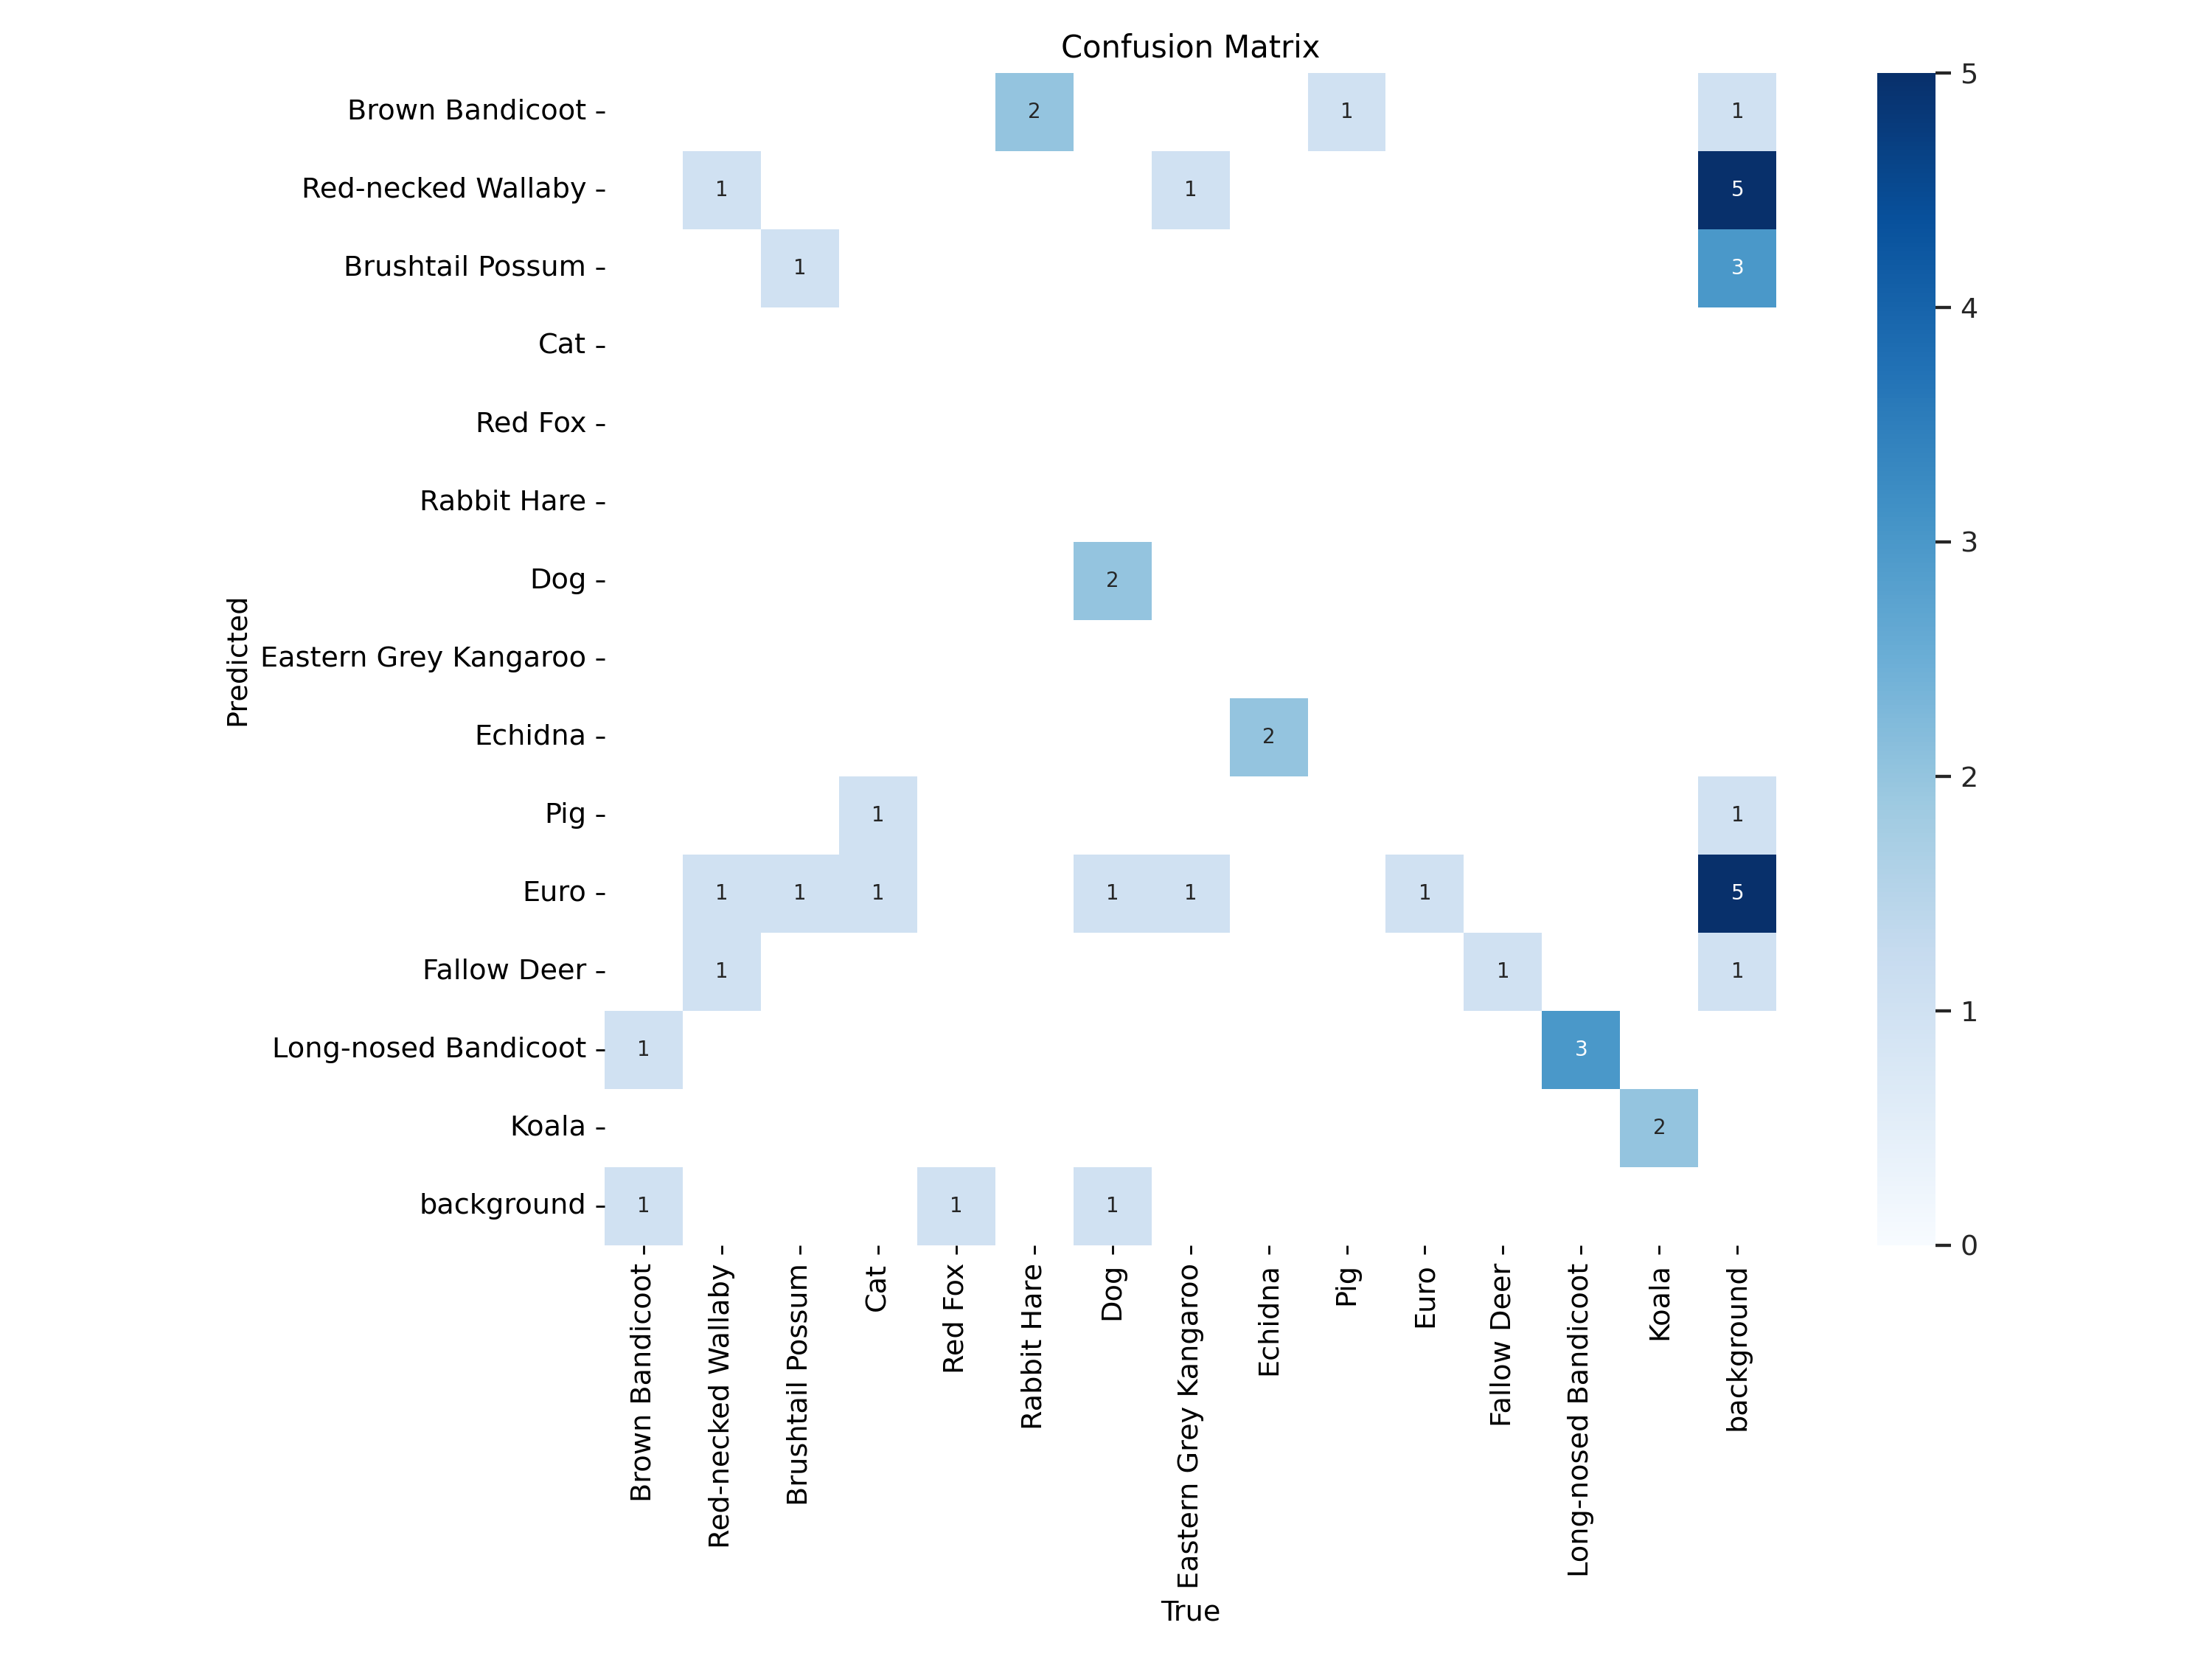 Confusion Matrix
Brown Bandicoot 2 1 1
Red-necked Wallaby 1 1 5
Brushtail Possum 1 3
Cat
Red Fox
Rabbit Hare
Dog 2
Eastern Grey Kangaroo
Echidna 2
Pig 1 1
Euro 1 1 1 1 1 1 5
Fallow Deer 1 1 1
Long-nosed Bandicoot 1 3
Koala 2
background 1 1 1
Predicted
Brown Bandicoot
Red-necked Wallaby
Brushtail Possum
Cat
Red Fox
Rabbit Hare
Dog
Eastern Grey Kangaroo
Echidna
Pig
Euro
Fallow Deer
Long-nosed Bandicoot
Koala
background
True
5
4
3
2
1
0